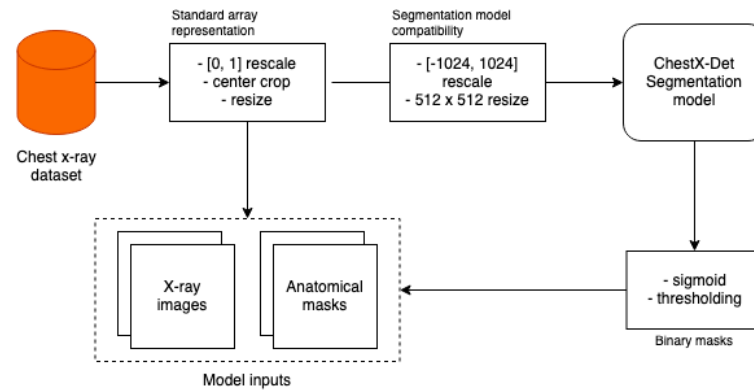 Standard array
representation
- [0, 1] rescale
- center crop
- resize
Segmentation model
compatibility
- [-1024, 1024]
rescale
- 512 x 512 resize
ChestX-Det
Segmentation
model
Chest x-ray
dataset
X-ray
images
Anatomical
masks
- sigmoid
- thresholding
Binary masks
Model inputs